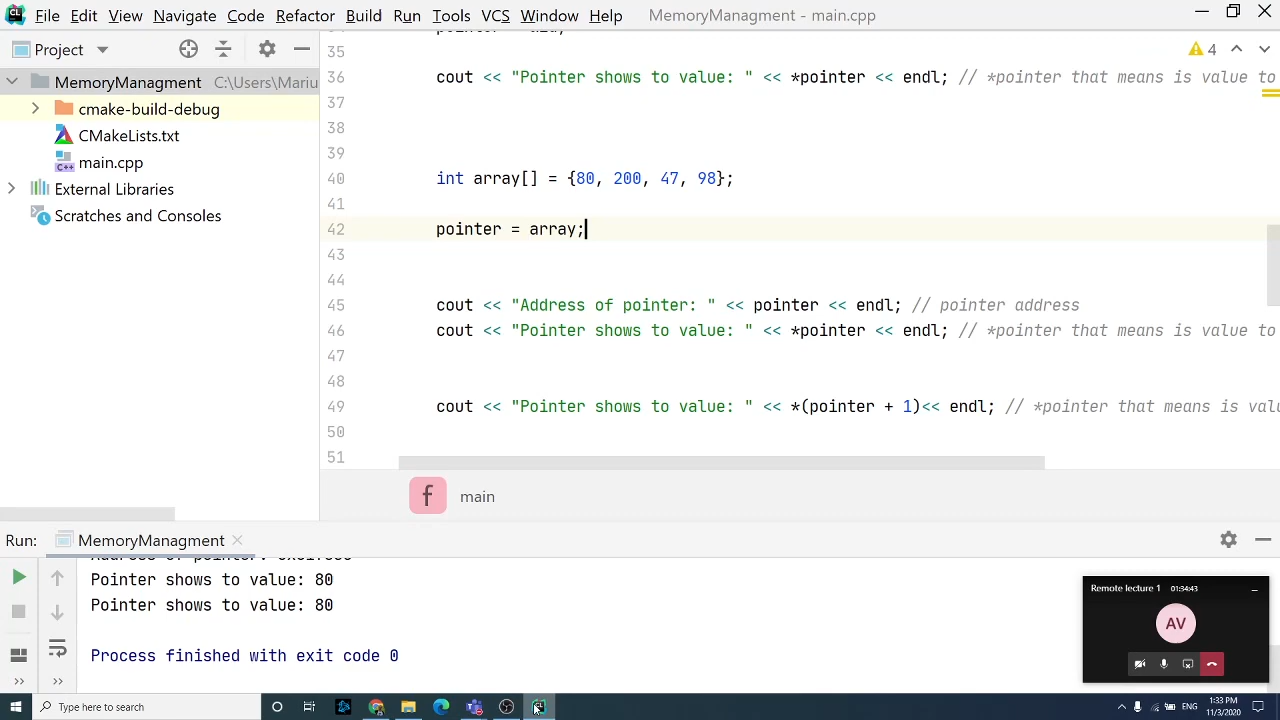 File Edit View Navigate Code Refactor Build Run Tools VCS Window Help MemoryManagment - main.cpp
Project
MemoryManagment C:\Users\Mariu
cmake-build-debug
CMakeLists.txt
main.cpp
External Libraries
Scratches and Consoles
4
35
36 cout << "Pointer shows to value: " << *pointer << endl; // *pointer that means is value to
37
38
39
40 int array[] = {80, 200, 47, 98};
41
42 pointer = array;
43
44
45 cout << "Address of pointer: " << pointer << endl; // pointer address
46 cout << "Pointer shows to value: " << *pointer << endl; // *pointer that means is value to
47
48
49 cout << "Pointer shows to value: " << *(pointer + 1)<< endl; // *pointer that means is valu
50
51
f main
Run: MemoryManagment
Pointer shows to value: 80
Pointer shows to value: 80
Process finished with exit code 0
Remote lecture 1 01:34:43
AV
Type here to search
ENG
1:33 PM
11/3/2020